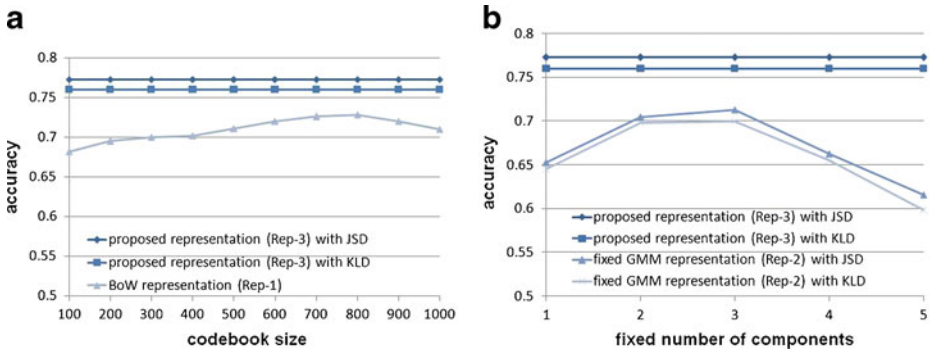 a
0.8
0.75
0.7
0.65
0.6
0.55
0.5
accuracy
proposed representation (Rep-3) with JSD
proposed representation (Rep-3) with KLD
BoW representation (Rep-1)
100 200 300 400 500 600 700 800 900 1000
codebook size
b
0.8
0.75
0.7
0.65
0.6
0.55
0.5
accuracy
proposed representation (Rep-3) with JSD
proposed representation (Rep-3) with KLD
fixed GMM representation (Rep-2) with JSD
fixed GMM representation (Rep-2) with KLD
1 2 3 4 5
fixed number of components